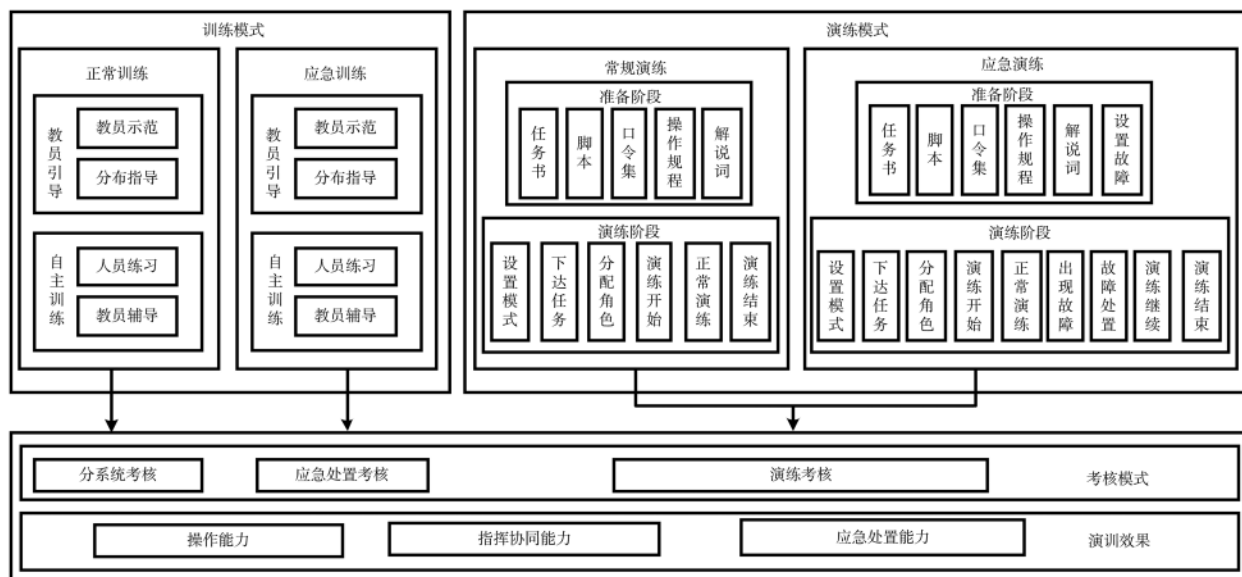 训练模式
正常训练
教员引导
教员示范
分布指导
自主训练
人员练习
教员辅导
应急训练
教员引导
教员示范
分布指导
自主训练
人员练习
教员辅导
演练模式
常规演练
准备阶段
任务书
脚本
口令集
操作规程
解说词
演练阶段
设置模式
下达任务
分配角色
演练开始
正常演练
演练结束
应急演练
准备阶段
任务书
脚本
口令集
操作规程
解说词
设置故障
演练阶段
设置模式
下达任务
分配角色
演练开始
正常演练
出现故障
故障处置
演练继续
演练结束
分系统考核
应急处置考核
演练考核
考核模式
操作能力
指挥协同能力
应急处置能力
演训效果